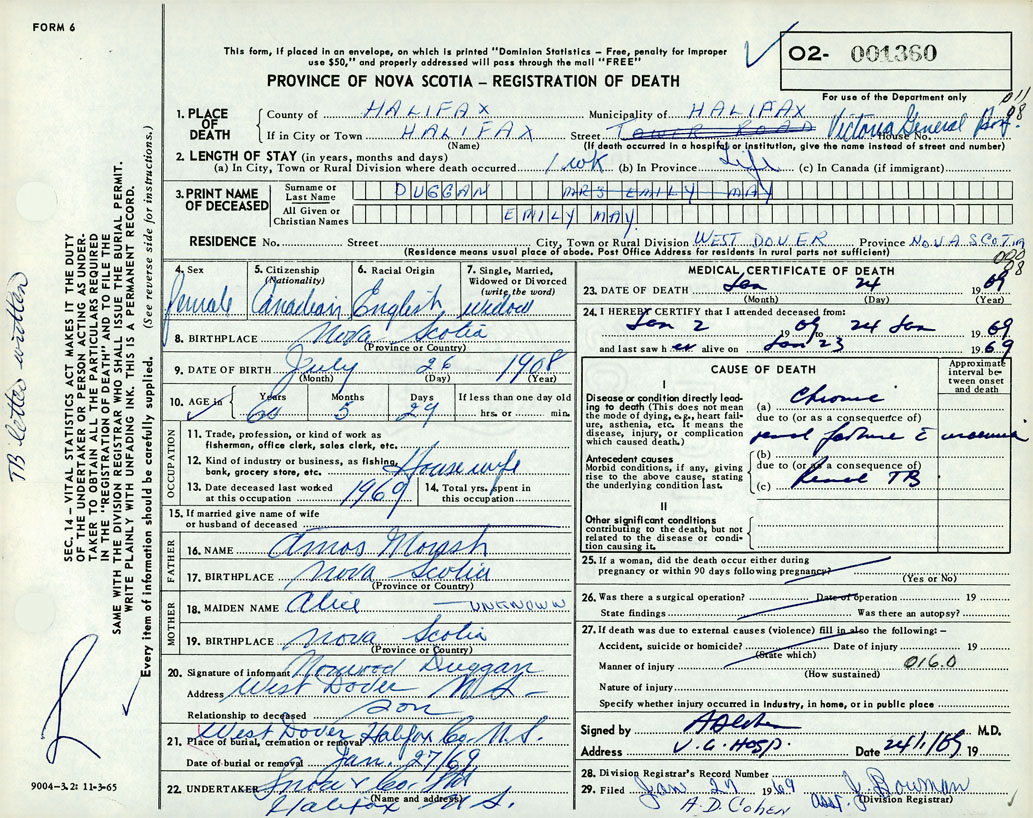 FORM 6
This form, if placed in an envelope, on which is printed "Dominion Statistics – Free, penalty for improper
use $50," and properly addressed will pass through the mail "FREE"
PROVINCE OF NOVA SCOTIA – REGISTRATION OF DEATH
O2- 001360
For use of the Department only
1. PLACE OF DEATH
County of HALIFAX Municipality of HALIFAX
If in City or Town HALIFAX Street TOWER ROAD Victoria General House No.
(Name) (If death occurred in a hospital or institution, give the name instead of street and number)
2. LENGTH OF STAY (in years, months and days)
(a) In City, Town or Rural Division where death occurred 1 wk (b) In Province Life (c) In Canada (if immigrant)
3. PRINT NAME OF DECEASED
Surname or Last Name DUGGAN MRS EMILY MAY
All Given or Christian Names EMILY MAY
RESIDENCE No. Street City, Town or Rural Division WEST DOVER Province NOVA SCOTIA
(Residence means usual place of abode. Post Office Address for residents in rural parts not sufficient)
4. Sex Female
5. Citizenship (Nationality) Canadian
6. Racial Origin English
7. Single, Married, Widowed or Divorced (write the word) widow
8. BIRTHPLACE Nova Scotia
(Province or Country)
9. DATE OF BIRTH July 26 1908
(Month) (Day) (Year)
10. AGE in Years 60 Months 5 Days 29 If less than one day old
hrs. or min.
OCCUPATION
11. Trade, profession, or kind of work as
fisherman, office clerk, sales clerk, etc.
12. Kind of industry or business, as fishing,
bank, grocery store, etc. Housewife
13. Date deceased last worked
at this occupation 1969
14. Total yrs. spent in
this occupation
15. If married give name of wife
or husband of deceased
FATHER
16. NAME Amos
17. BIRTHPLACE Nova Scotia
(Province or Country)
MOTHER
18. MAIDEN NAME Alice — UNKNOWN
19. BIRTHPLACE Nova Scotia
(Province or Country)
20. Signature of informant Norwood Duggan
Address West Dover N.S.
Relationship to deceased son
21. Place of burial, cremation or removal West Dover Halifax Co. N.S.
Date of burial or removal Jan. 27/69
22. UNDERTAKER Snow & Co.
(Name and address) Halifax N.S.
MEDICAL CERTIFICATE OF DEATH
23. DATE OF DEATH Jan 24 1969
(Month) (Day) (Year)
24. I HEREBY CERTIFY that I attended deceased from:
Jan 2 1969 to 24 Jan 1969
and last saw her alive on Jan 23 1969
CAUSE OF DEATH
Approximate interval between onset and death
I
Disease or condition directly lead-
ing to death (This does not mean
the mode of dying, e.g., heart fail-
ure, asthenia, etc. It means the
disease, injury, or complication
which caused death.)
(a) Chronic
due to (or as a consequence of)
renal failure c̄ uraemia
Antecedent causes
Morbid conditions, if any, giving
rise to the above cause, stating
the underlying condition last.
(b)
due to (or as a consequence of)
(c) Renal TB
II
Other significant conditions
contributing to the death, but not
related to the disease or condi-
tion causing it.
25. If a woman, did the death occur either during
pregnancy or within 90 days following pregnancy?
(Yes or No)
26. Was there a surgical operation? Date of operation 19
State findings Was there an autopsy?
27. If death was due to external causes (violence) fill in also the following: –
Accident, suicide or homicide? Date of injury 19
(State which)
Manner of injury 016.0
(How sustained)
Nature of injury
Specify whether injury occurred in industry, in home, or in public place
Signed by A D Cohen M.D.
Address V. G. Hosp. Date 24/1/69 19
28. Division Registrar's Record Number
29. Filed Jan 27 1969 J. Bowman
A. D. COHEN asst. (Division Registrar)
9004-3.2: 11-3-65
TB letter written
SEC. 14 – VITAL STATISTICS ACT MAKES IT THE DUTY
OF THE UNDERTAKER OR PERSON ACTING AS UNDER-
TAKER TO OBTAIN ALL THE PARTICULARS REQUIRED
IN THE "REGISTRATION OF DEATH" AND TO FILE THE
SAME WITH THE DIVISION REGISTRAR WHO SHALL ISSUE THE BURIAL PERMIT.
WRITE PLAINLY WITH UNFADING INK. THIS IS A PERMANENT RECORD.
Every item of information should be carefully supplied. (See reverse side for instructions.)